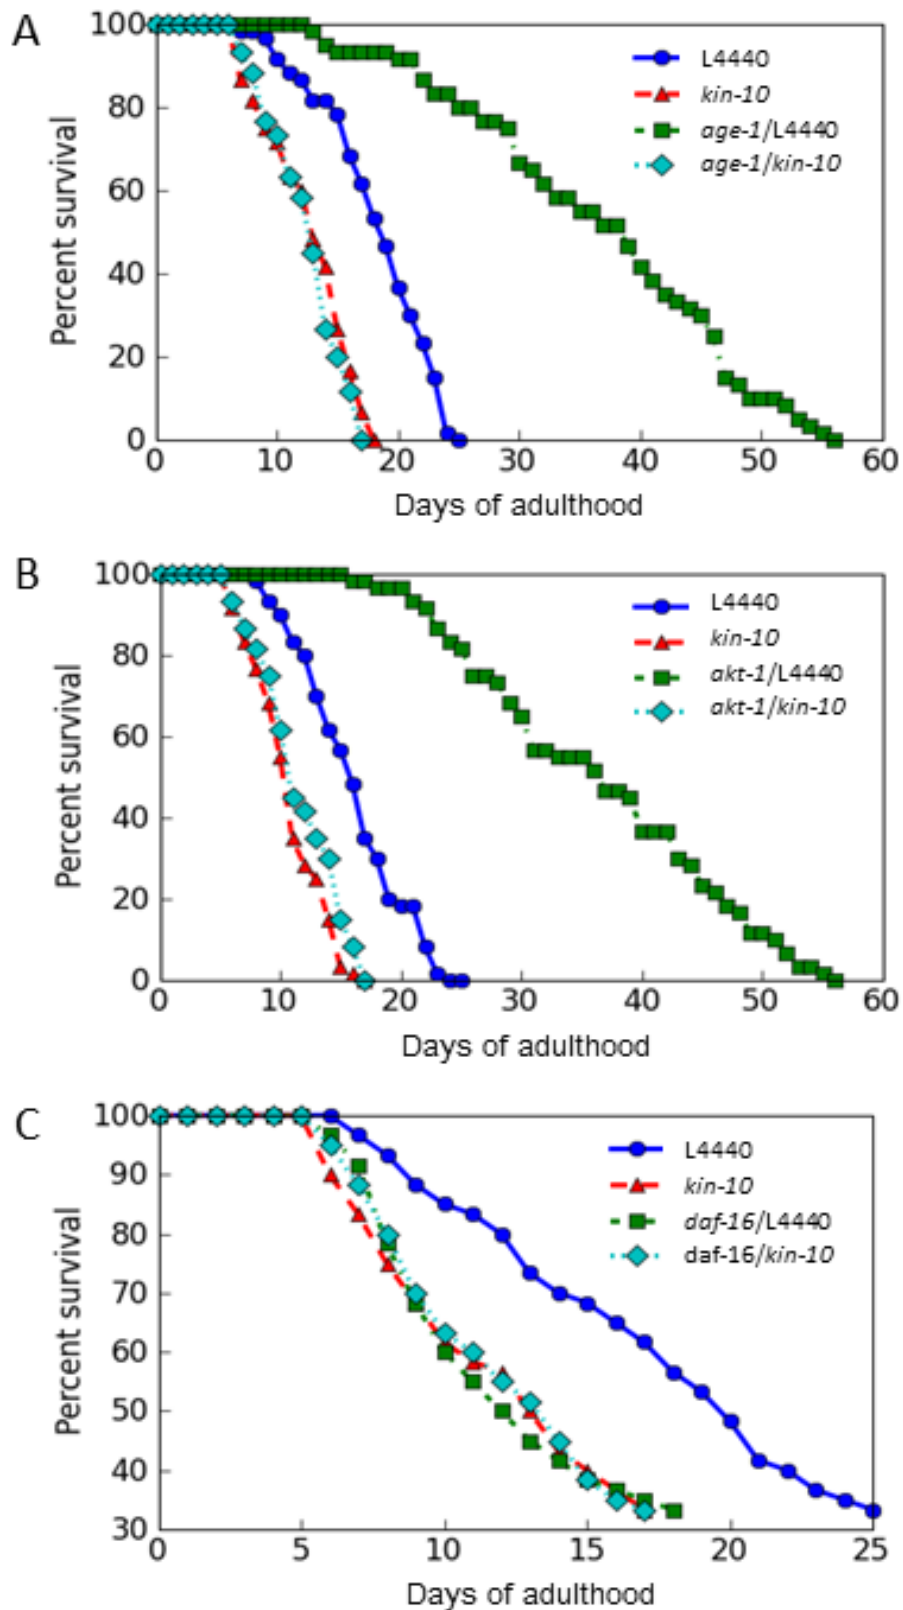 A
100
80
60
40
20
0
Percent survival
L4440
kin-10
age-1/L4440
age-1/kin-10
0 10 20 30 40 50 60
Days of adulthood
B
100
80
60
40
20
0
Percent survival
L4440
kin-10
akt-1/L4440
akt-1/kin-10
0 10 20 30 40 50 60
Days of adulthood
C
100
90
80
70
60
50
40
30
Percent survival
L4440
kin-10
daf-16/L4440
daf-16/kin-10
0 5 10 15 20 25
Days of adulthood